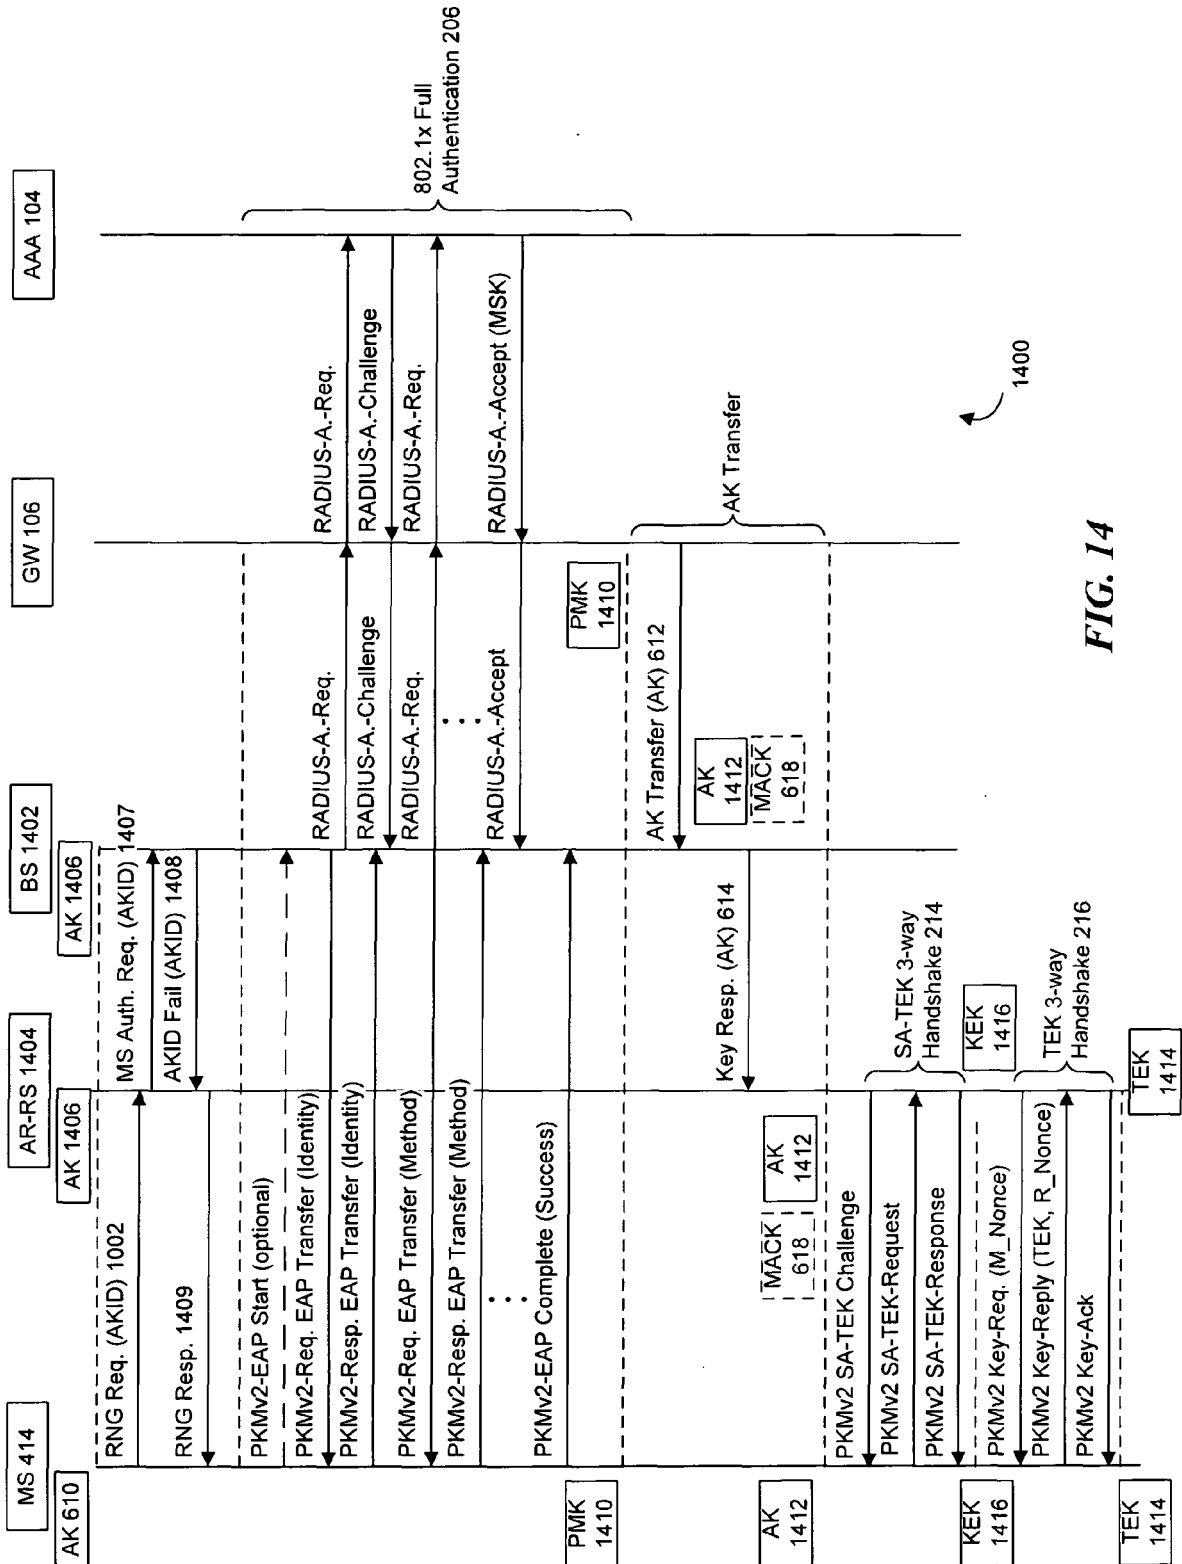 MS 414
AR-RS 1404
BS 1402
GW 106
AAA 104
AK 610
AK 1406
AK 1406
RNG Req. (AKID) 1002
MS Auth. Req. (AKID) 1407
AKID Fail (AKID) 1408
RNG Resp. 1409
PKMv2-EAP Start (optional)
PKMv2-Req. EAP Transfer (Identity)
PKMv2-Resp. EAP Transfer (Identity)
PKMv2-Req. EAP Transfer (Method)
PKMv2-Resp. EAP Transfer (Method)
PKMv2-EAP Complete (Success)
RADIUS-A.-Req.
RADIUS-A.-Challenge
RADIUS-A.-Req.
RADIUS-A.-Accept
RADIUS-A.-Req.
RADIUS-A.-Challenge
RADIUS-A.-Req.
RADIUS-A.-Accept (MSK)
802.1x Full
Authentication 206
PMK
1410
PMK
1410
AK Transfer (AK) 612
AK Transfer
AK
1412
MACK
618
Key Resp. (AK) 614
AK
1412
MACK
618
AK
1412
PKMv2 SA-TEK Challenge
PKMv2 SA-TEK-Request
PKMv2 SA-TEK-Response
SA-TEK 3-way
Handshake 214
KEK
1416
KEK
1416
PKMv2 Key-Req. (M_Nonce)
PKMv2 Key-Reply (TEK, R_Nonce)
PKMv2 Key-Ack
TEK 3-way
Handshake 216
TEK
1414
TEK
1414
1400
FIG. 14